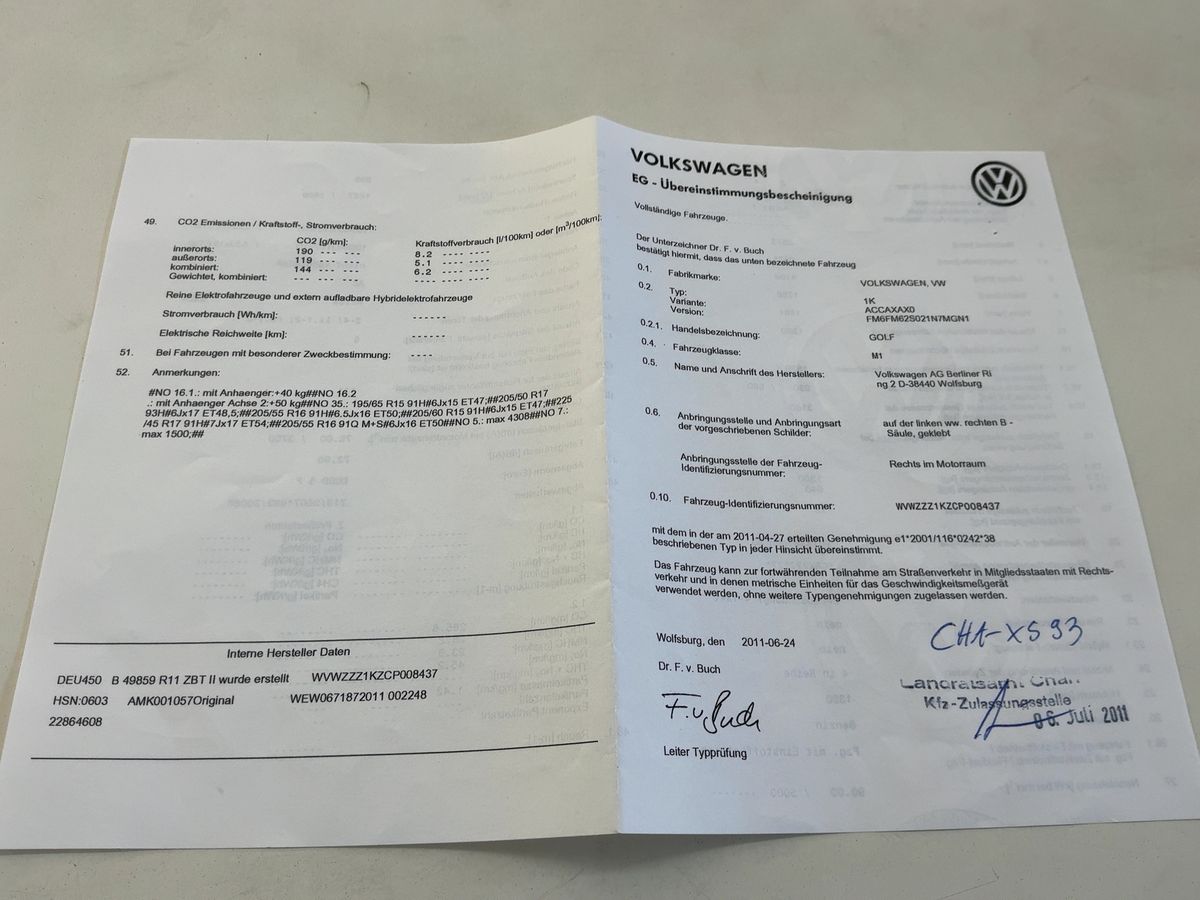 49. CO2 Emissionen / Kraftstoff-, Stromverbrauch:
CO2 [g/km]: Kraftstoffverbrauch [l/100km] oder [m³/100km]:
innerorts: 190 --- --- 8.2 ---- ----
außerorts: 119 --- --- 5.1 ---- ----
kombiniert: 144 --- --- 6.2 ---- ----
Gewichtet, kombiniert: --- --- --- ---- ---- ----
Reine Elektrofahrzeuge und extern aufladbare Hybridelektrofahrzeuge
Stromverbrauch [Wh/km]: ------
Elektrische Reichweite [km]: ------
51. Bei Fahrzeugen mit besonderer Zweckbestimmung: ----
52. Anmerkungen:
#NO 16.1.: mit Anhaenger:+40 kg##NO 16.2
.: mit Anhaenger Achse 2:+50 kg##NO 35.: 195/65 R15 91H#6Jx15 ET47;##205/50 R17
93H#6Jx17 ET48,5;##205/55 R16 91H#6.5Jx16 ET50;##205/60 R15 91H#6Jx15 ET47;##225
/45 R17 91H#7Jx17 ET54;##205/55 R16 91Q M+S#6Jx16 ET50##NO 5.: max 4308##NO 7.:
max 1500;##
Interne Hersteller Daten
DEU450 B 49859 R11 ZBT II wurde erstellt WVWZZZ1KZCP008437
HSN:0603 AMK001057Original WEW0671872011 002248
22864608
VOLKSWAGEN
EG - Übereinstimmungsbescheinigung
Vollständige Fahrzeuge.
Der Unterzeichner Dr. F. v. Buch
bestätigt hiermit, dass das unten bezeichnete Fahrzeug
0.1. Fabrikmarke: VOLKSWAGEN, VW
0.2. Typ: 1K
Variante: ACCAXAX0
Version: FM6FM62S021N7MGN1
0.2.1. Handelsbezeichnung: GOLF
0.4. Fahrzeugklasse: M1
0.5. Name und Anschrift des Herstellers: Volkswagen AG Berliner Ri
ng 2 D-38440 Wolfsburg
0.6. Anbringungsstelle und Anbringungsart auf der linken ww. rechten B -
der vorgeschriebenen Schilder: Säule, geklebt
Anbringungsstelle der Fahrzeug- Rechts im Motorraum
Identifizierungsnummer:
0.10. Fahrzeug-Identifizierungsnummer: WVWZZZ1KZCP008437
mit dem in der am 2011-04-27 erteilten Genehmigung e1*2001/116*0242*38
beschriebenen Typ in jeder Hinsicht übereinstimmt.
Das Fahrzeug kann zur fortwährenden Teilnahme am Straßenverkehr in Mitgliedsstaaten mit Rechts-
verkehr und in denen metrische Einheiten für das Geschwindigkeitsmeßgerät
verwendet werden, ohne weitere Typengenehmigungen zugelassen werden.
Wolfsburg, den 2011-06-24
CHA-XS 93
Dr. F. v. Buch
F. v. Buch
Landratsamt Cham
Kfz-Zulassungsstelle
06. Juli 2011
Leiter Typprüfung